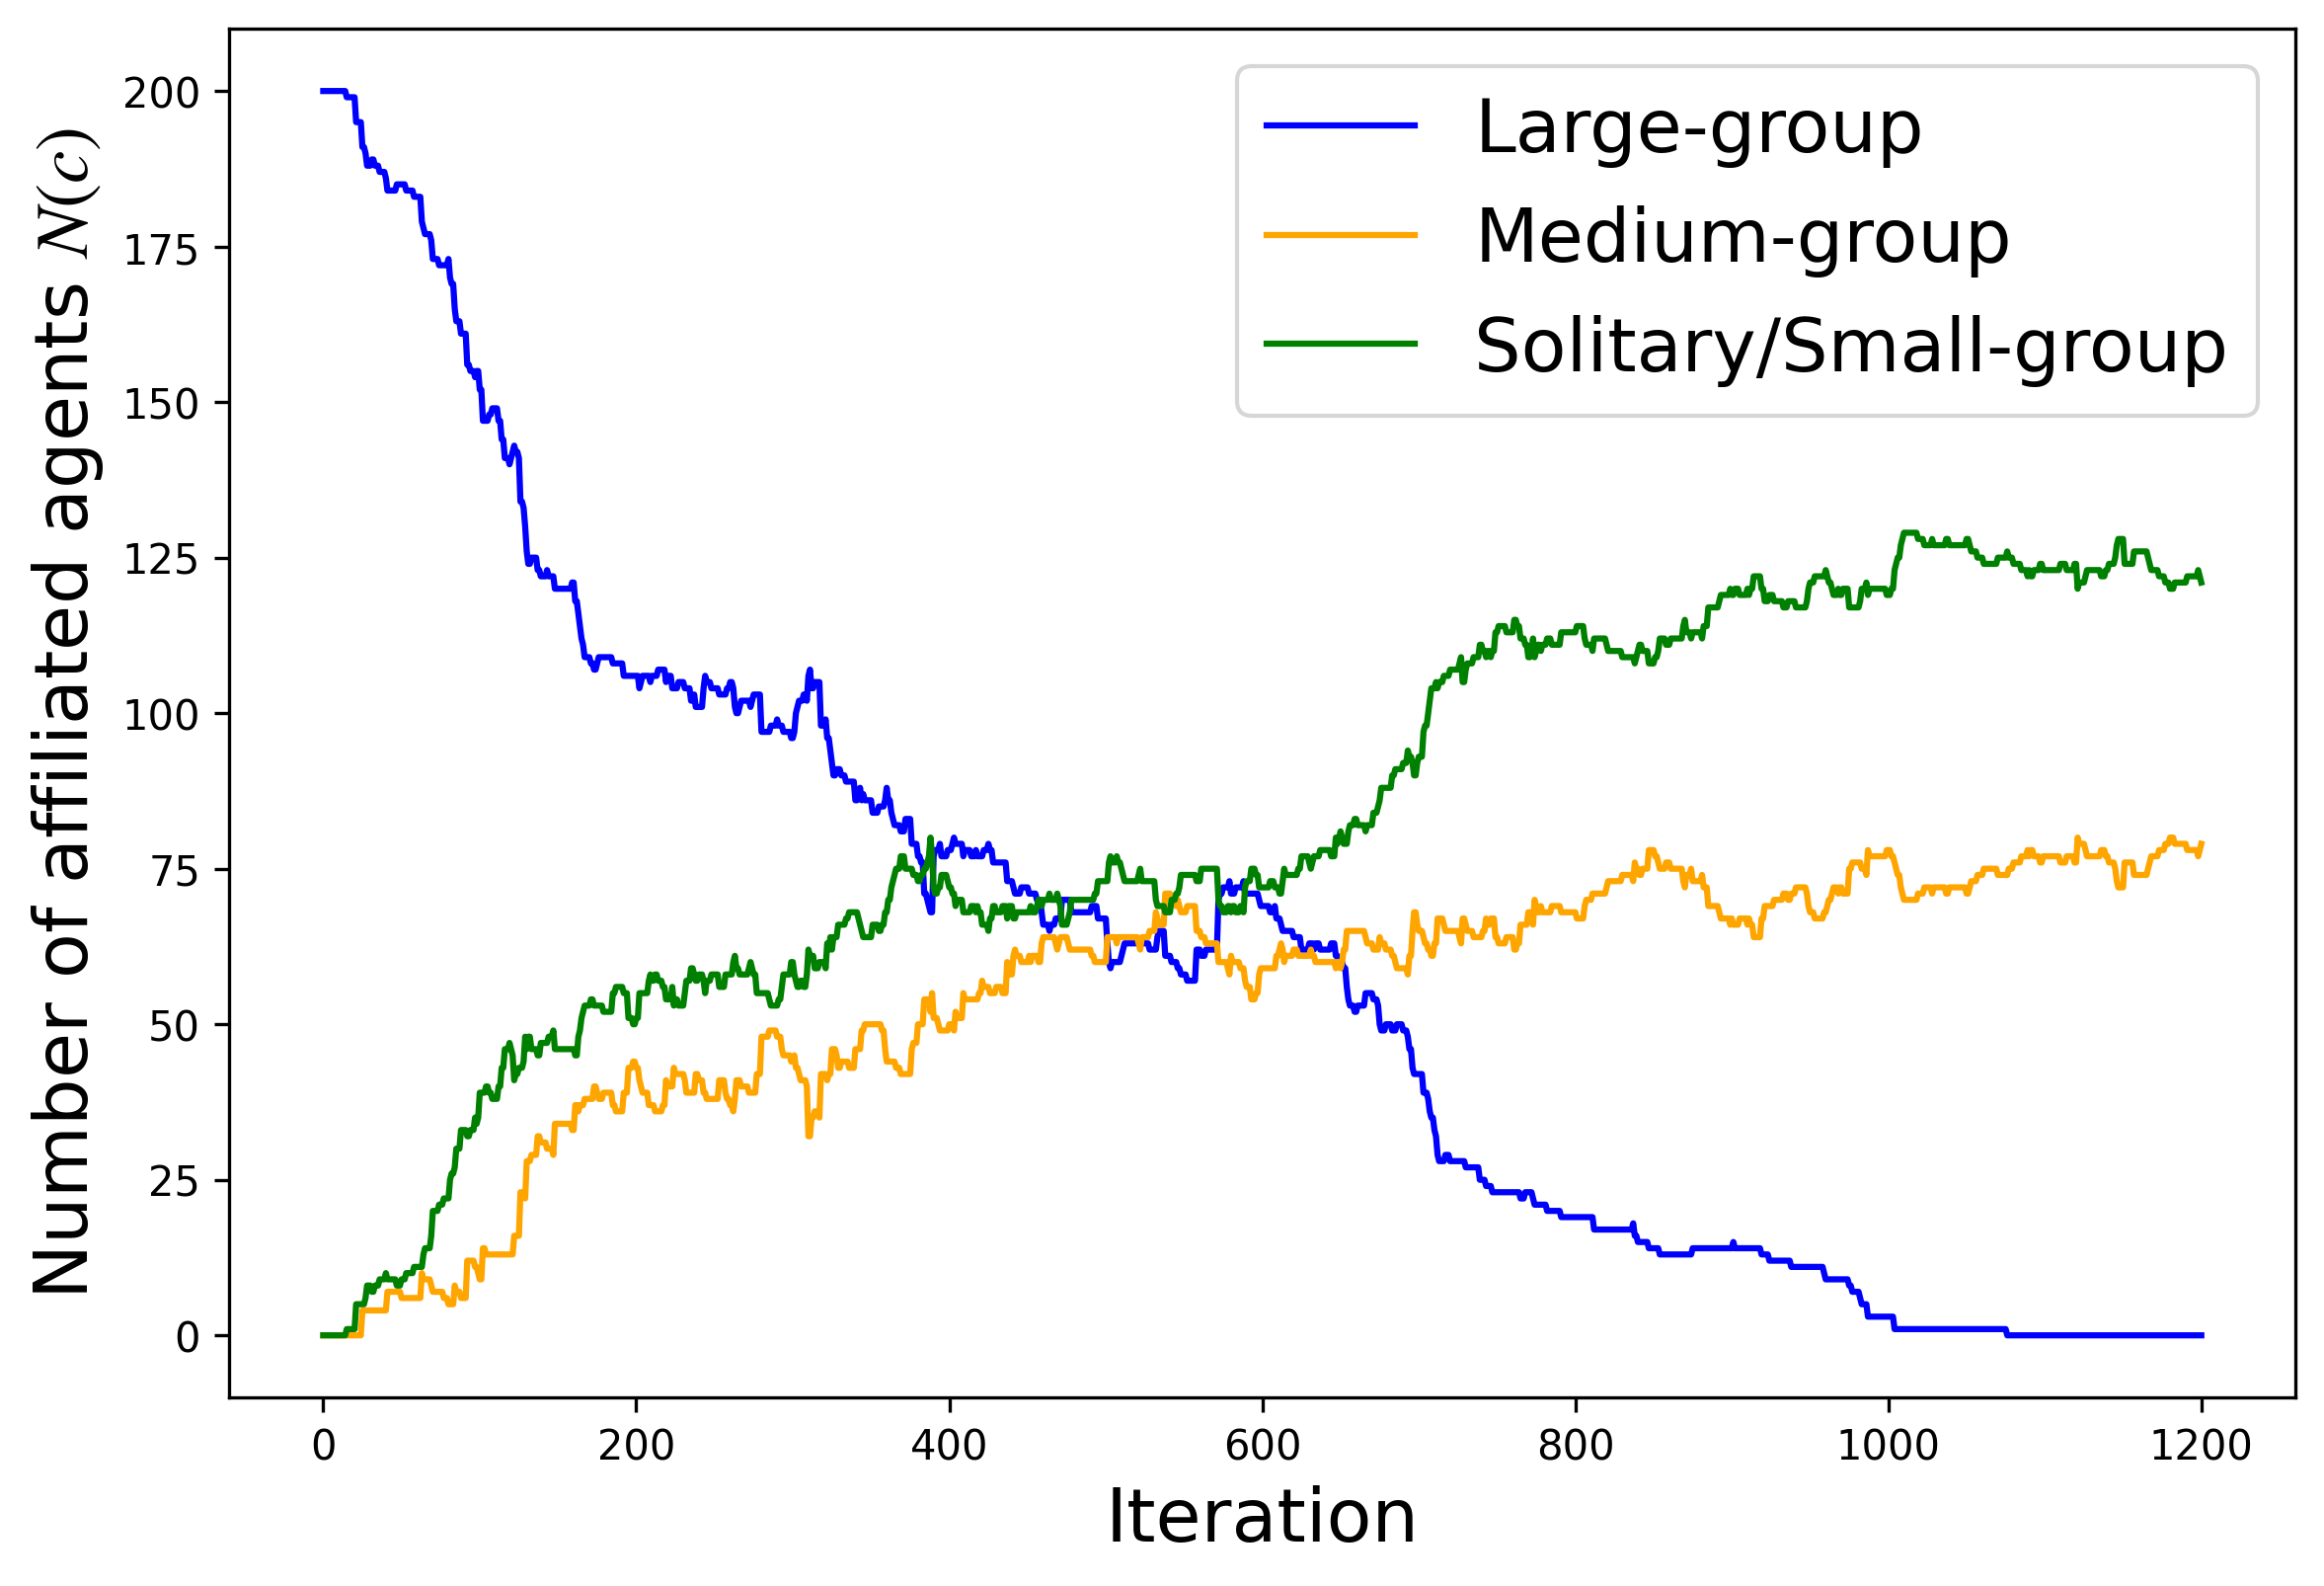 Number of affiliated agents N(c)
200
175
150
125
100
75
50
25
0
Large-group
Medium-group
Solitary/Small-group
0 200 400 600 800 1000 1200
Iteration